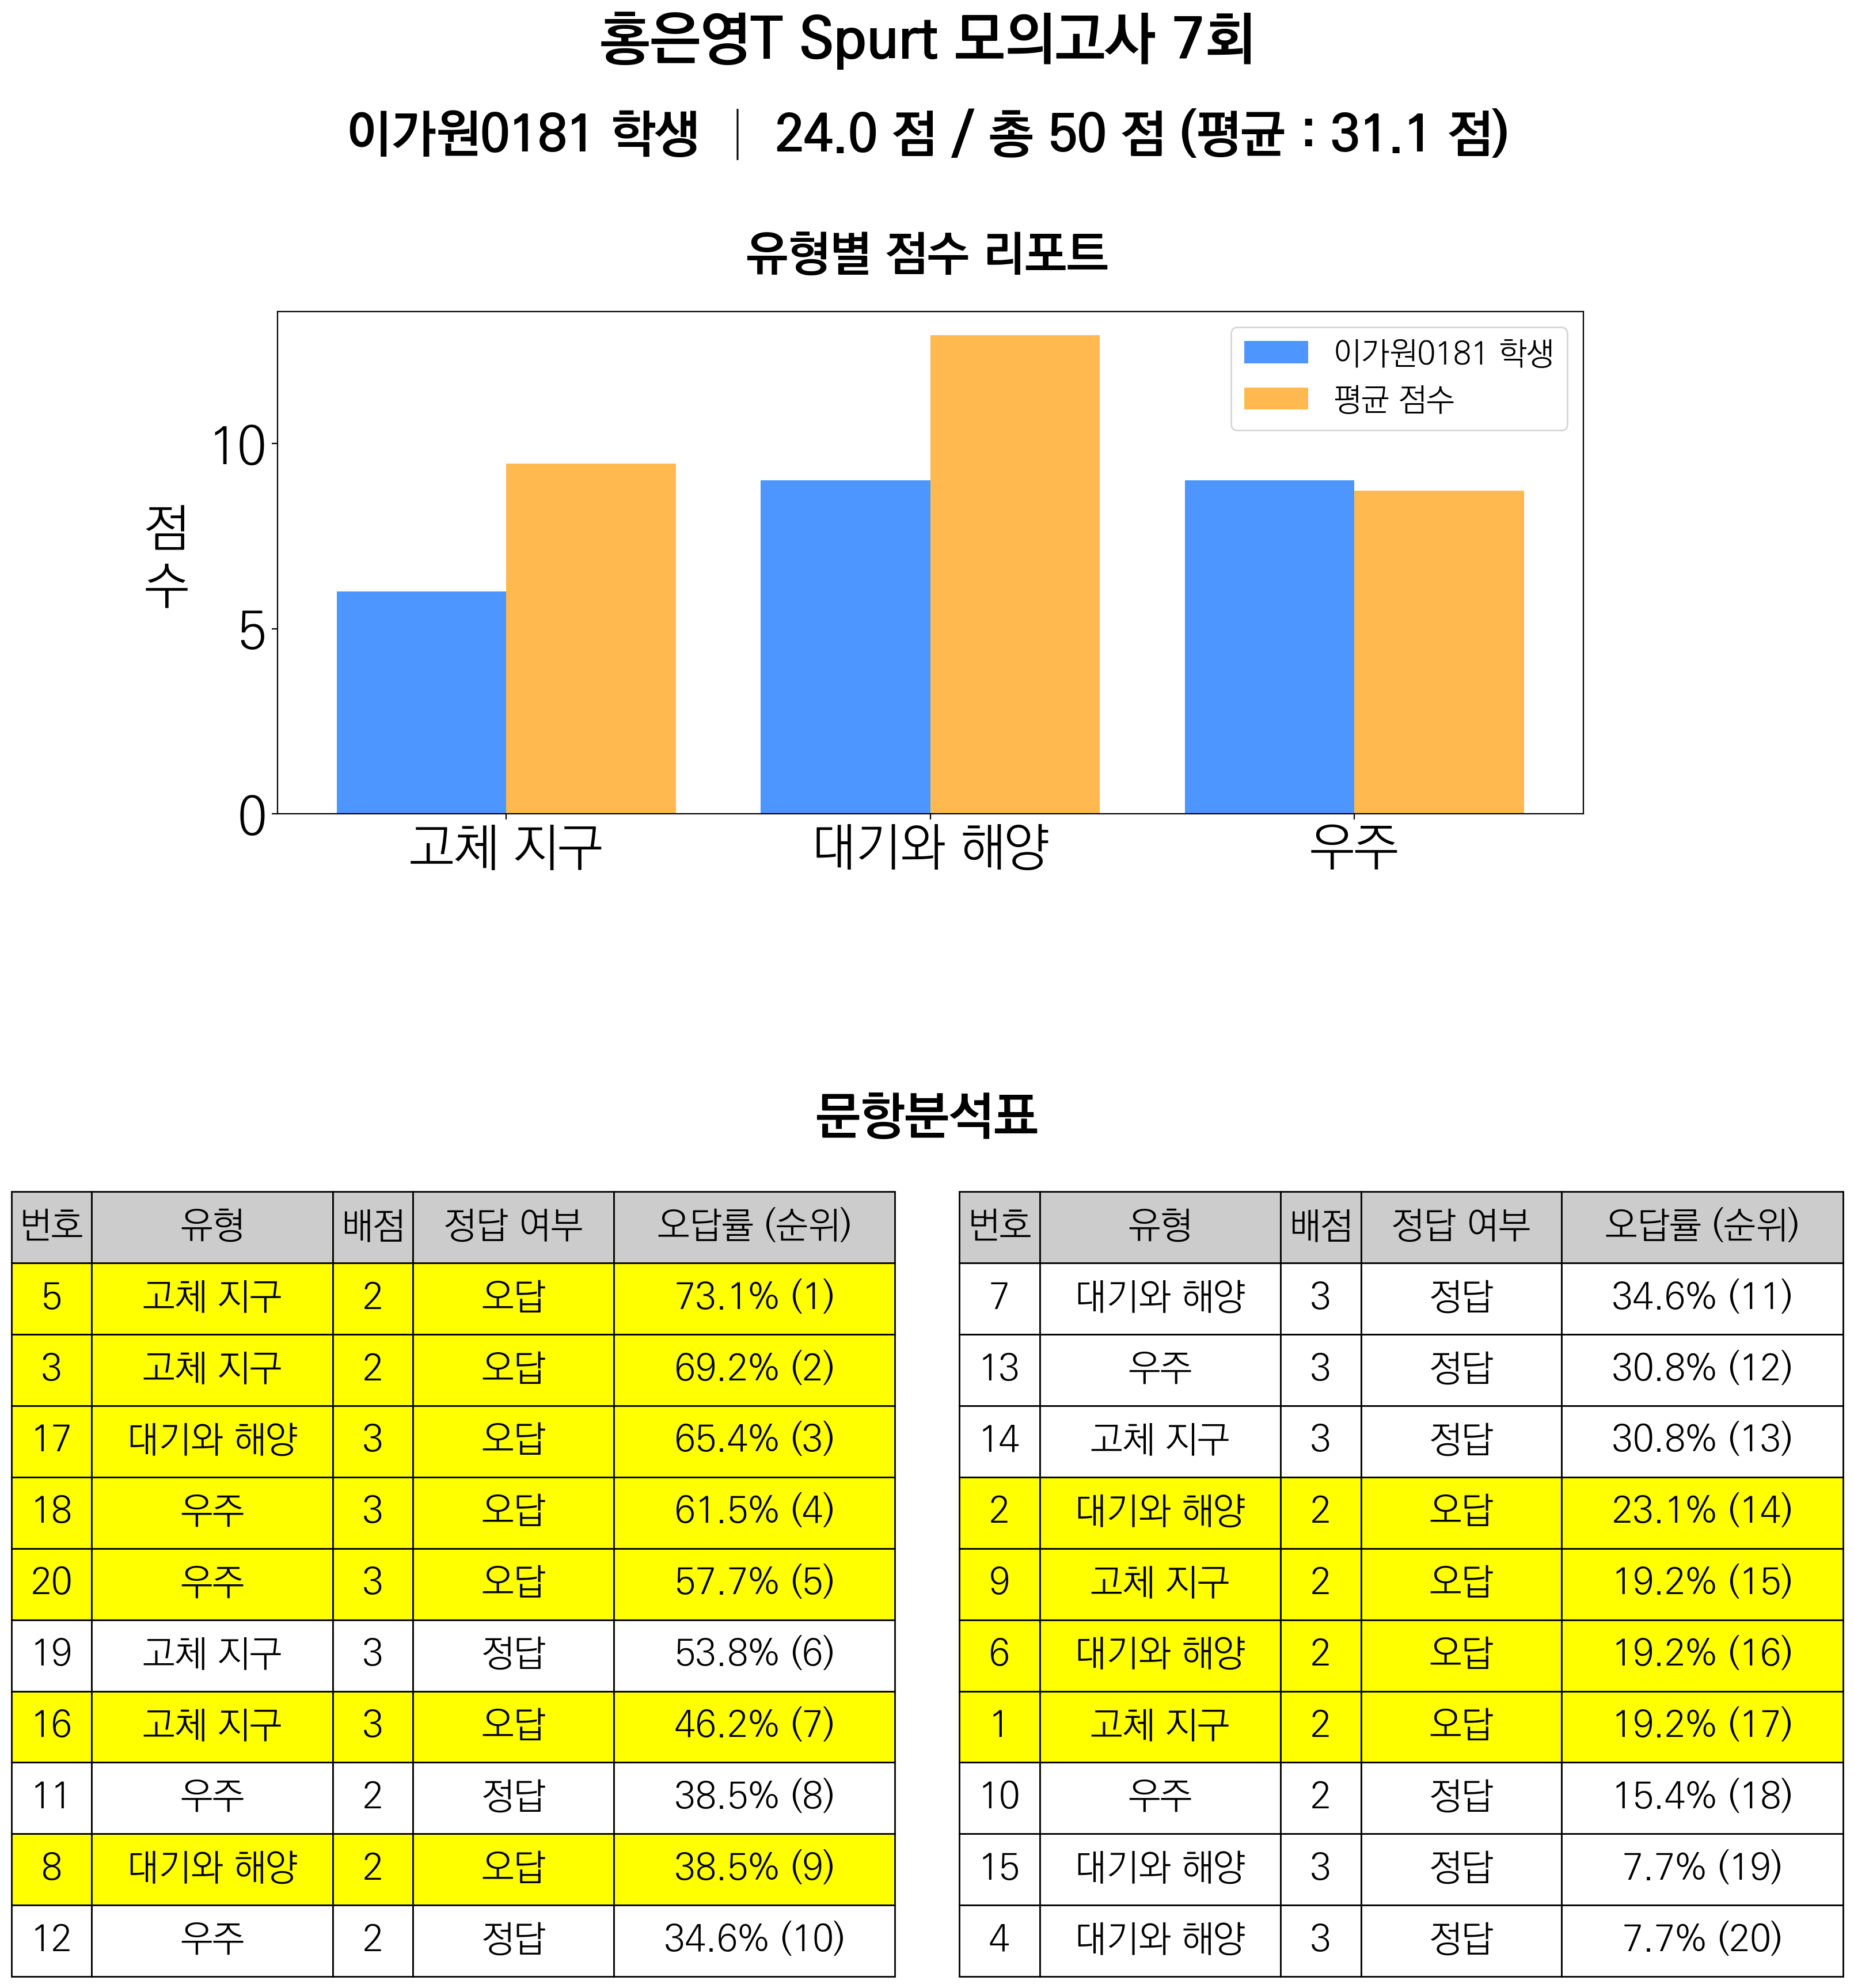 홍은영T Spurt 모의고사 7회
이가원0181 학생 | 24.0 점 / 총 50 점 (평균 : 31.1 점)
유형별 점수 리포트
이가원0181 학생
평균 점수
점
수
10
5
0
고체 지구 대기와 해양 우주
문항분석표
번호 유형 배점 정답 여부 오답률 (순위)
5 고체 지구 2 오답 73.1% (1)
3 고체 지구 2 오답 69.2% (2)
17 대기와 해양 3 오답 65.4% (3)
18 우주 3 오답 61.5% (4)
20 우주 3 오답 57.7% (5)
19 고체 지구 3 정답 53.8% (6)
16 고체 지구 3 오답 46.2% (7)
11 우주 2 정답 38.5% (8)
8 대기와 해양 2 오답 38.5% (9)
12 우주 2 정답 34.6% (10)
번호 유형 배점 정답 여부 오답률 (순위)
7 대기와 해양 3 정답 34.6% (11)
13 우주 3 정답 30.8% (12)
14 고체 지구 3 정답 30.8% (13)
2 대기와 해양 2 오답 23.1% (14)
9 고체 지구 2 오답 19.2% (15)
6 대기와 해양 2 오답 19.2% (16)
1 고체 지구 2 오답 19.2% (17)
10 우주 2 정답 15.4% (18)
15 대기와 해양 3 정답 7.7% (19)
4 대기와 해양 3 정답 7.7% (20)